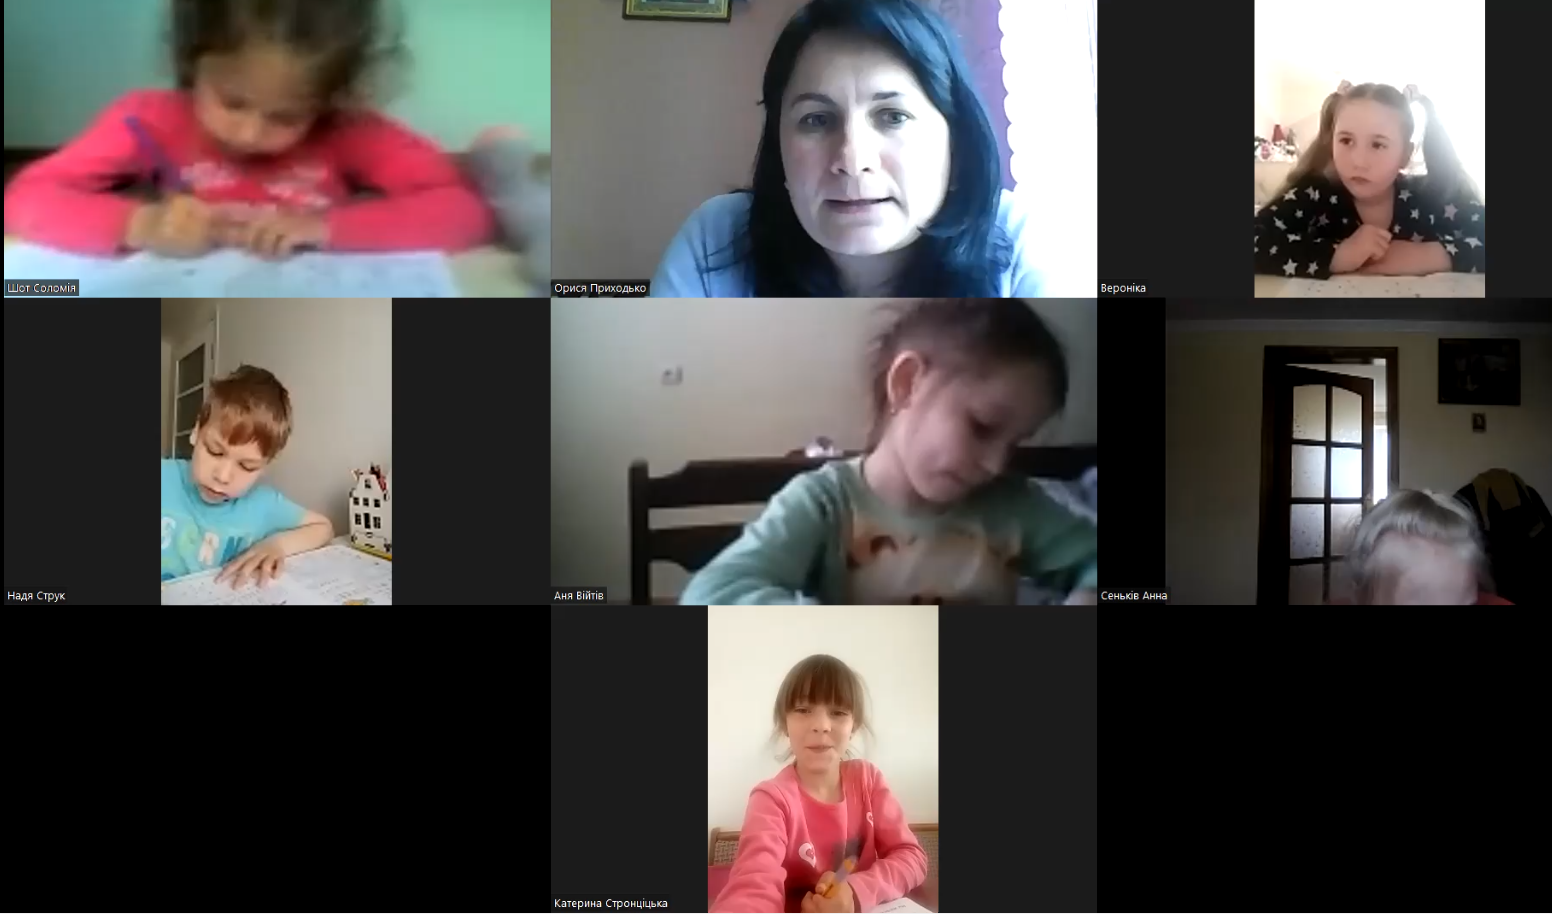 Шот Соломія
Орися Приходько
Вероніка
Надя Струк
Аня Війтів
Сеньків Анна
Катерина Стронціцька